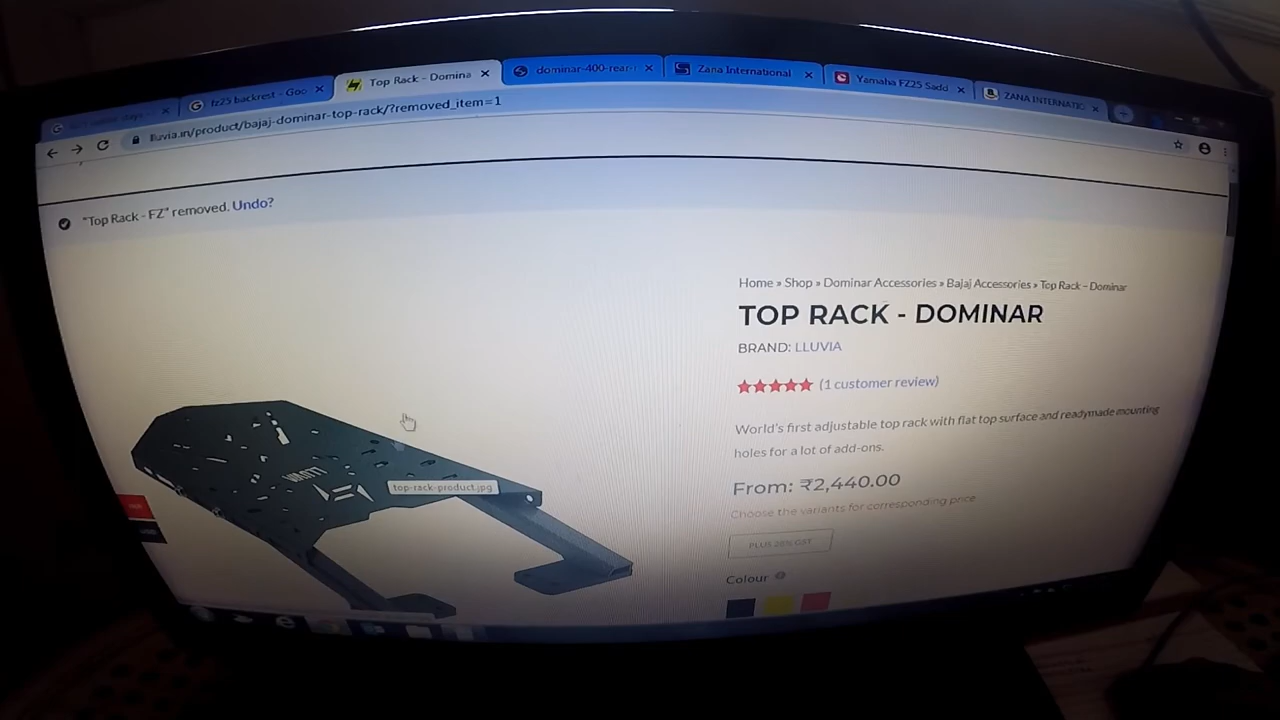 fz25 backrest - Goo
Top Rack - Domina
dominar-400-rear-
Zana International
Yamaha FZ25 Sadd
ZANA INTERNATIO
lluvia.in/product/bajaj-dominar-top-rack/?removed_item=1
"Top Rack - FZ" removed. Undo?
Home » Shop » Dominar Accessories » Bajaj Accessories » Top Rack – Dominar
TOP RACK - DOMINAR
BRAND: LLUVIA
(1 customer review)
World's first adjustable top rack with flat top surface and readymade mounting
holes for a lot of add-ons.
From: ₹2,440.00
Choose the variants for corresponding price
PLUS 28% GST
Colour
LLUVIA
top-rack-product.jpg